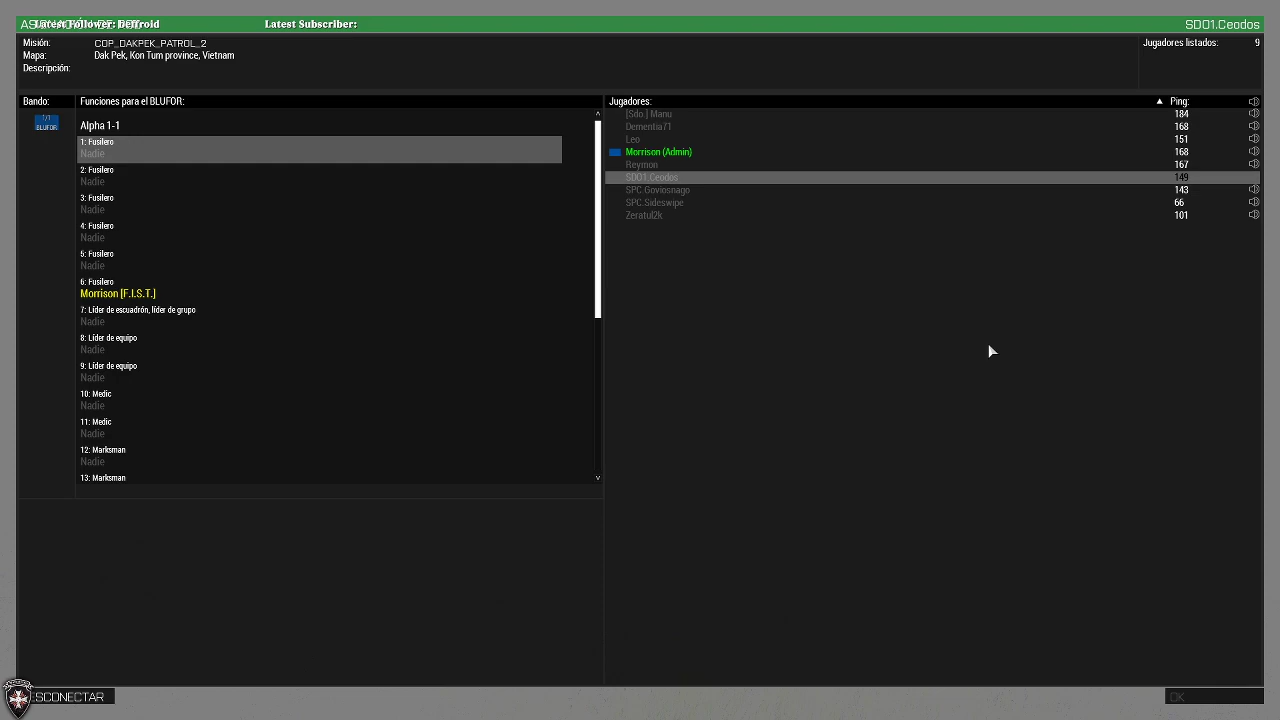 Latest Follower: Deffroid
Latest Subscriber:
SDO1.Ceodos
Misión: COP_DAKPEK_PATROL_2
Mapa: Dak Pek, Kon Tum province, Vietnam
Descripción:
Jugadores listados: 9
Bando:
1/1
BLUFOR
Funciones para el BLUFOR:
Alpha 1-1
1: Fusilero
Nadie
2: Fusilero
Nadie
3: Fusilero
Nadie
4: Fusilero
Nadie
5: Fusilero
Nadie
6: Fusilero
Morrison [F.I.S.T.]
7: Líder de escuadrón, líder de grupo
Nadie
8: Líder de equipo
Nadie
9: Líder de equipo
Nadie
10: Medic
Nadie
11: Medic
Nadie
12: Marksman
Nadie
13: Marksman
Jugadores: Ping:
[Sdo.] Manu 184
Dementia71 168
Leo 151
Morrison (Admin) 168
Reymon 167
SDO1.Ceodos 149
SPC.Goviosnago 143
SPC.Sideswipe 66
Zeratul2k 101
ESCONECTAR
OK